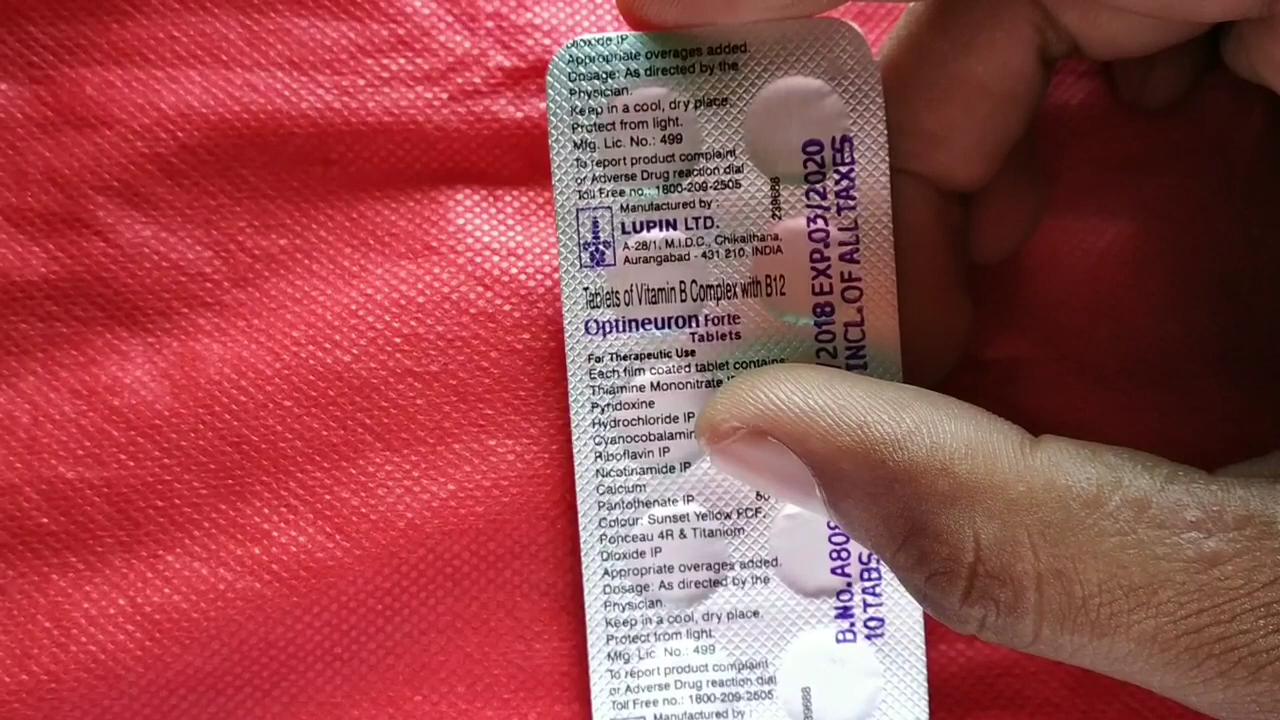 Dioxide IP
Appropriate overages added.
Dosage: As directed by the
Physician.
Keep in a cool, dry place.
Protect from light.
Mfg. Lic. No.: 499
To report product complaint
or Adverse Drug reaction dial
Toll Free no.: 1800-209-2505
Manufactured by :
LUPIN LTD.
A-28/1, M.I.D.C., Chikalthana,
Aurangabad - 431 210, INDIA
Tablets of Vitamin B Complex with B12
Optineuron Forte
Tablets
For Therapeutic Use
Each film coated tablet contains:
Thiamine Mononitrate
Pyridoxine
Hydrochloride IP
Cyanocobalamin
Riboflavin IP
Nicotinamide IP
Calcium
Pantothenate IP
Colour: Sunset Yellow FCF,
Ponceau 4R & Titanium
Dioxide IP
Appropriate overages added.
Dosage: As directed by the
Physician.
Keep in a cool, dry place.
Protect from light.
Mfg. Lic. No.: 499
To report product complaint
or Adverse Drug reaction dial
Toll Free no.: 1800-209-2505
Manufactured by :
239688
/2018 EXP.03/2020
INCL.OF ALL TAXES
B.No.A80
10 TABS